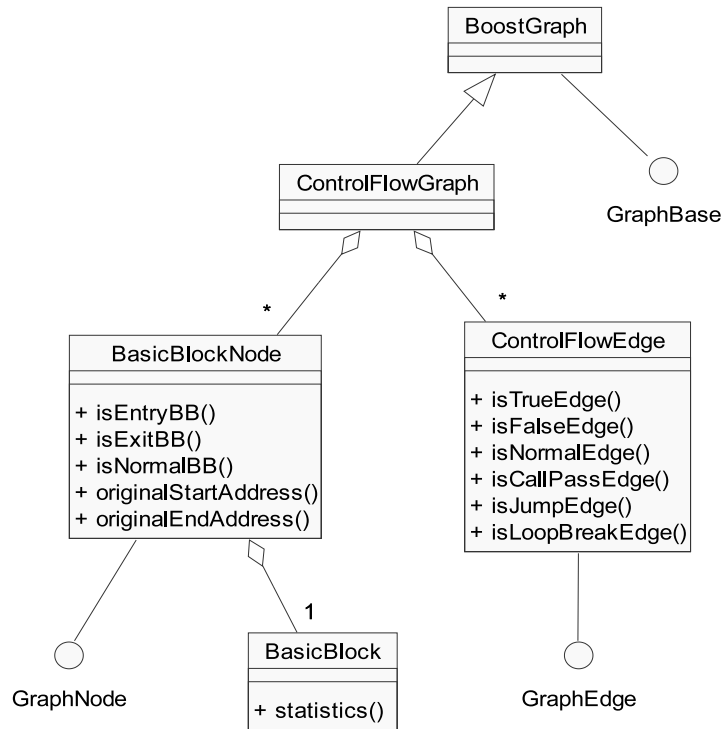 BoostGraph
ControlFlowGraph
GraphBase
*
*
BasicBlockNode
+ isEntryBB()
+ isExitBB()
+ isNormalBB()
+ originalStartAddress()
+ originalEndAddress()
ControlFlowEdge
+ isTrueEdge()
+ isFalseEdge()
+ isNormalEdge()
+ isCallPassEdge()
+ isJumpEdge()
+ isLoopBreakEdge()
1
BasicBlock
+ statistics()
GraphNode
GraphEdge